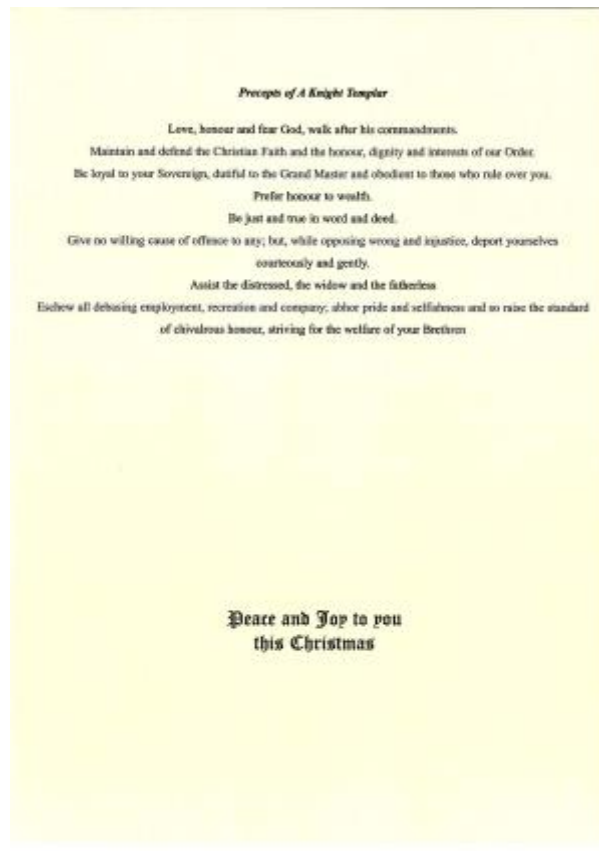 Precepts of A Knight Templar
Love, honour and fear God, walk after his commandments.
Maintain and defend the Christian Faith and the honour, dignity and interests of our Order.
Be loyal to your Sovereign, dutiful to the Grand Master and obedient to those who rule over you.
Prefer honour to wealth.
Be just and true in word and deed.
Give no willing cause of offence to any; but, while opposing wrong and injustice, deport yourselves
courteously and gently.
Assist the distressed, the widow and the fatherless
Eschew all debasing employment, recreation and company; abhor pride and selfishness and so raise the standard
of chivalrous honour, striving for the welfare of your Brethren
Peace and Joy to you
this Christmas